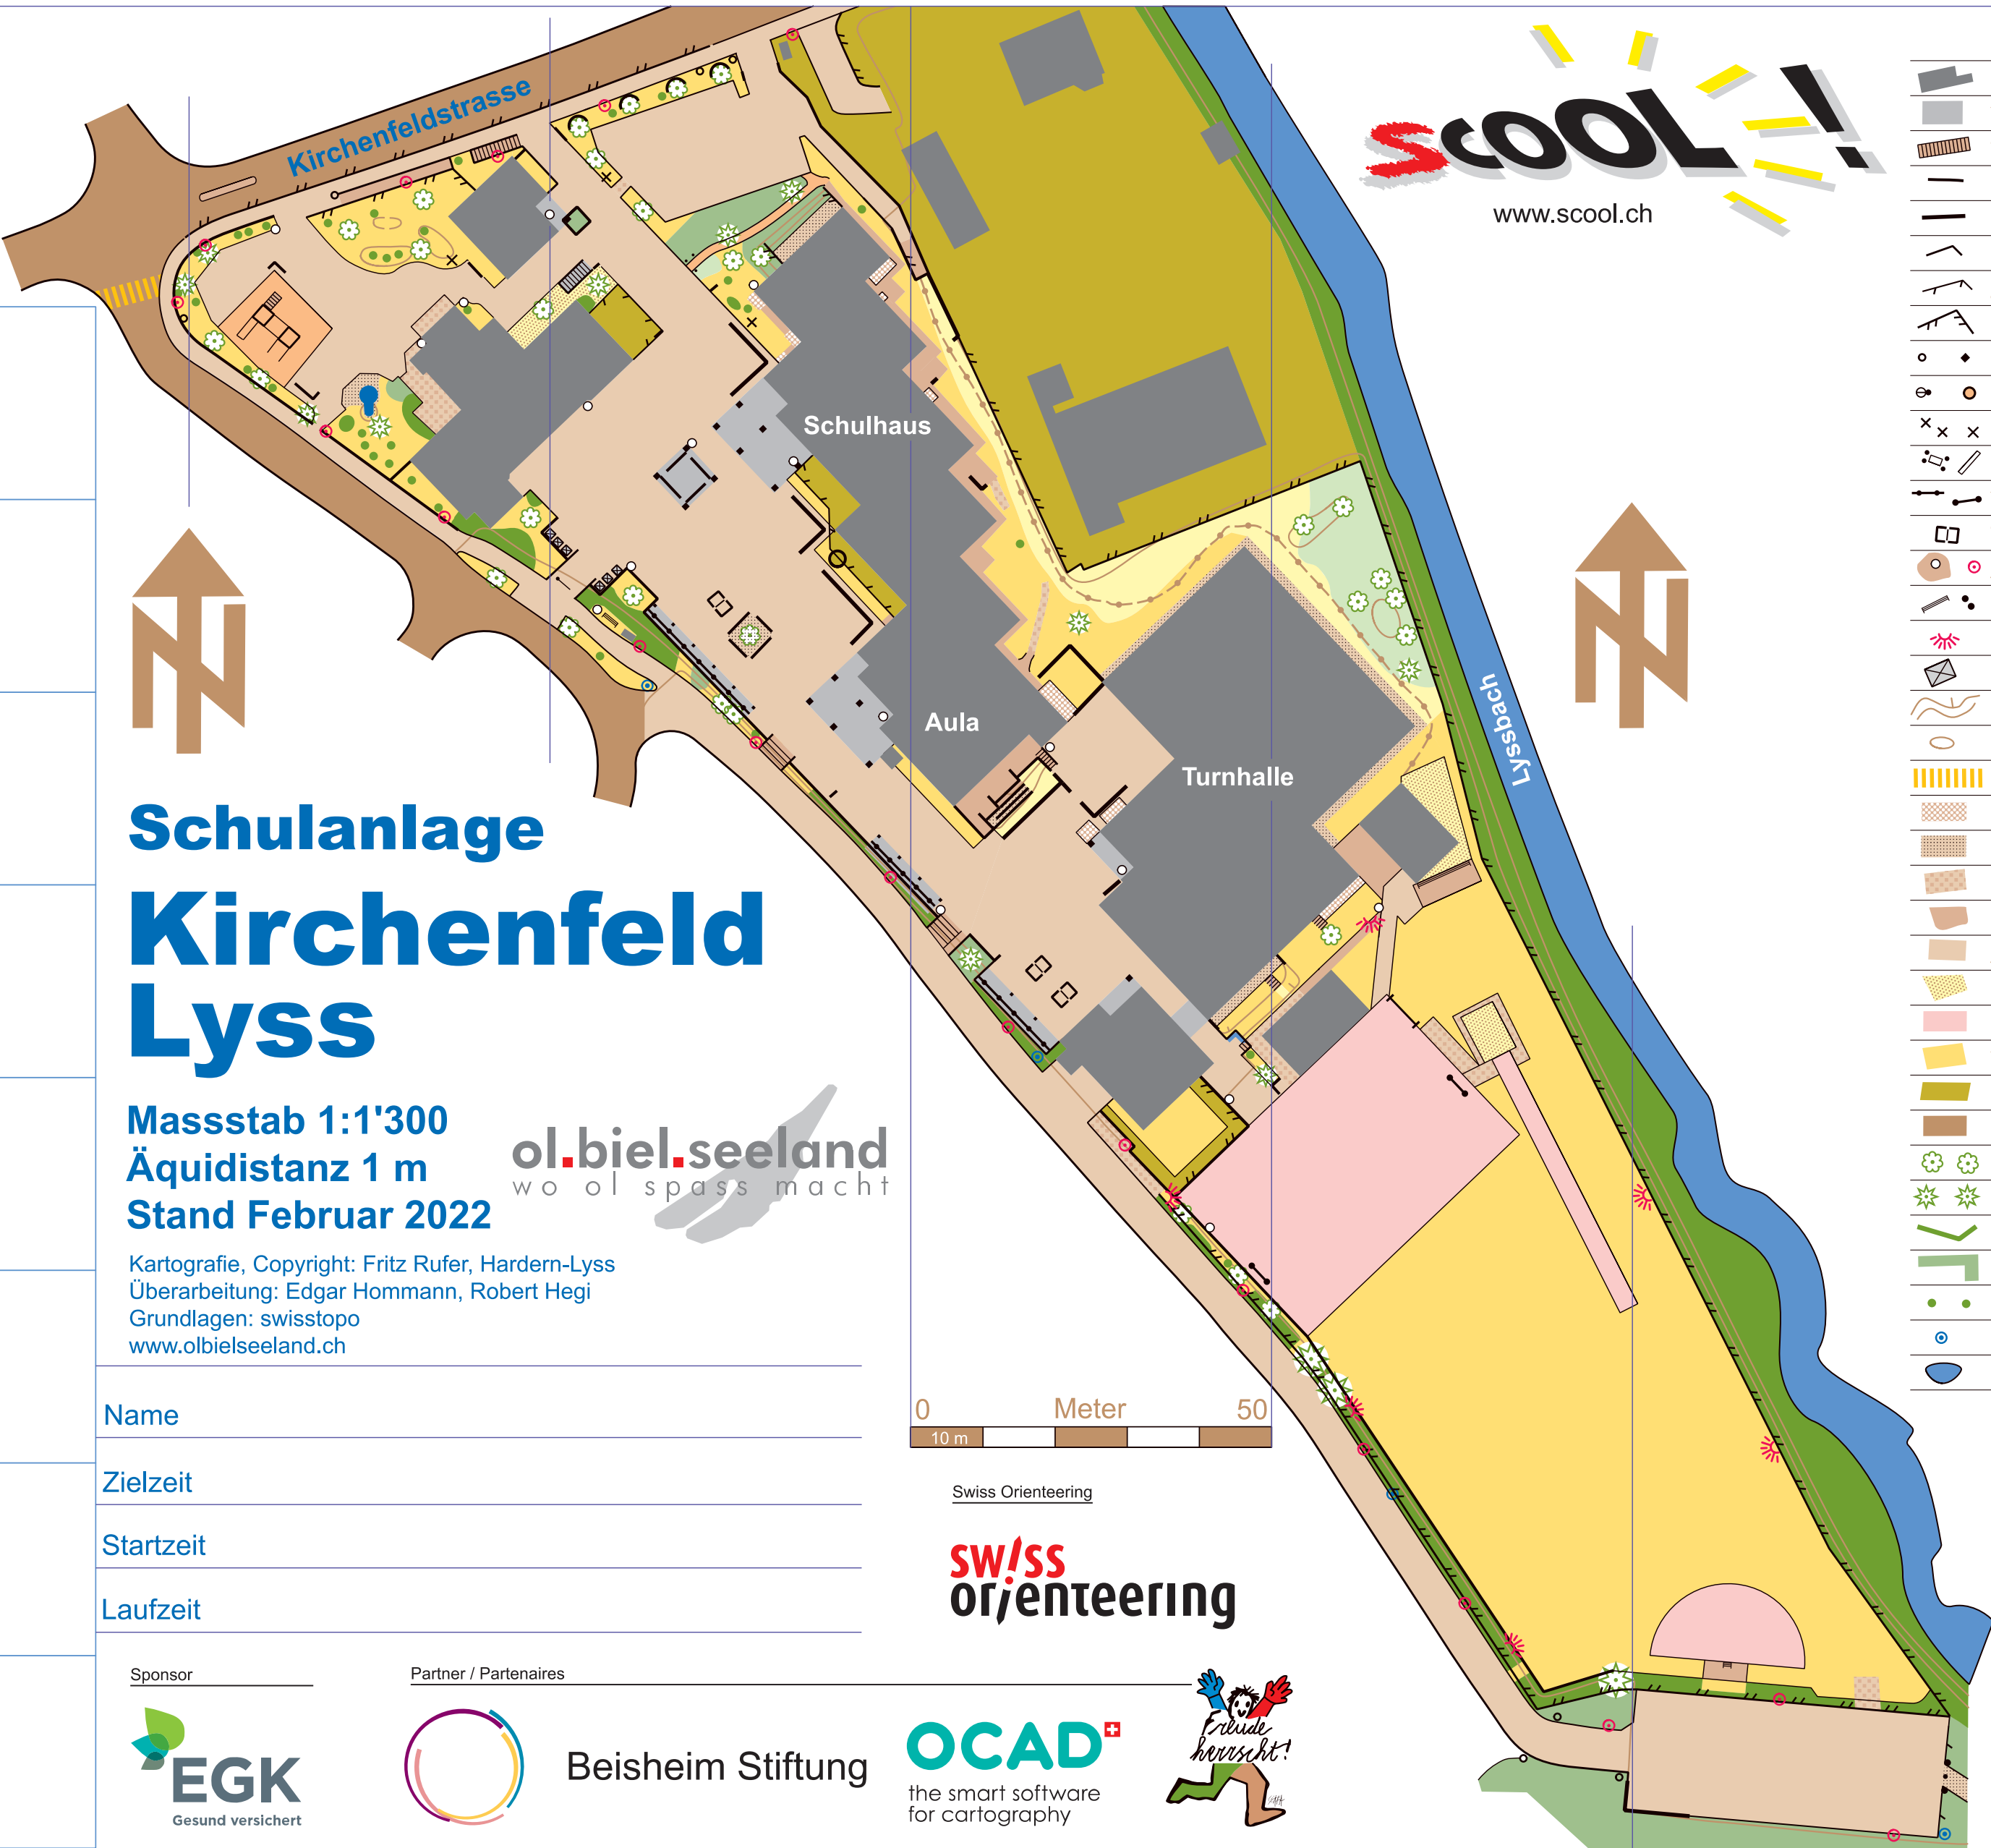 Kirchenfeldstrasse
scool!
www.scool.ch
N
N
Schulhaus
Aula
Turnhalle
Lyssbach
Schulanlage
Kirchenfeld
Lyss
Massstab 1:1'300
Äquidistanz 1 m
Stand Februar 2022
ol.biel.seeland
wo ol spass macht
Kartografie, Copyright: Fritz Rufer, Hardern-Lyss
Überarbeitung: Edgar Hommann, Robert Hegi
Grundlagen: swisstopo
www.olbielseeland.ch
Name
Zielzeit
Startzeit
Laufzeit
0 Meter 50
10 m
Swiss Orienteering
swiss
orienteering
Sponsor
EGK
Gesund versichert
Partner / Partenaires
Beisheim Stiftung
OCAD
the smart software
for cartography
Freude
herrscht!